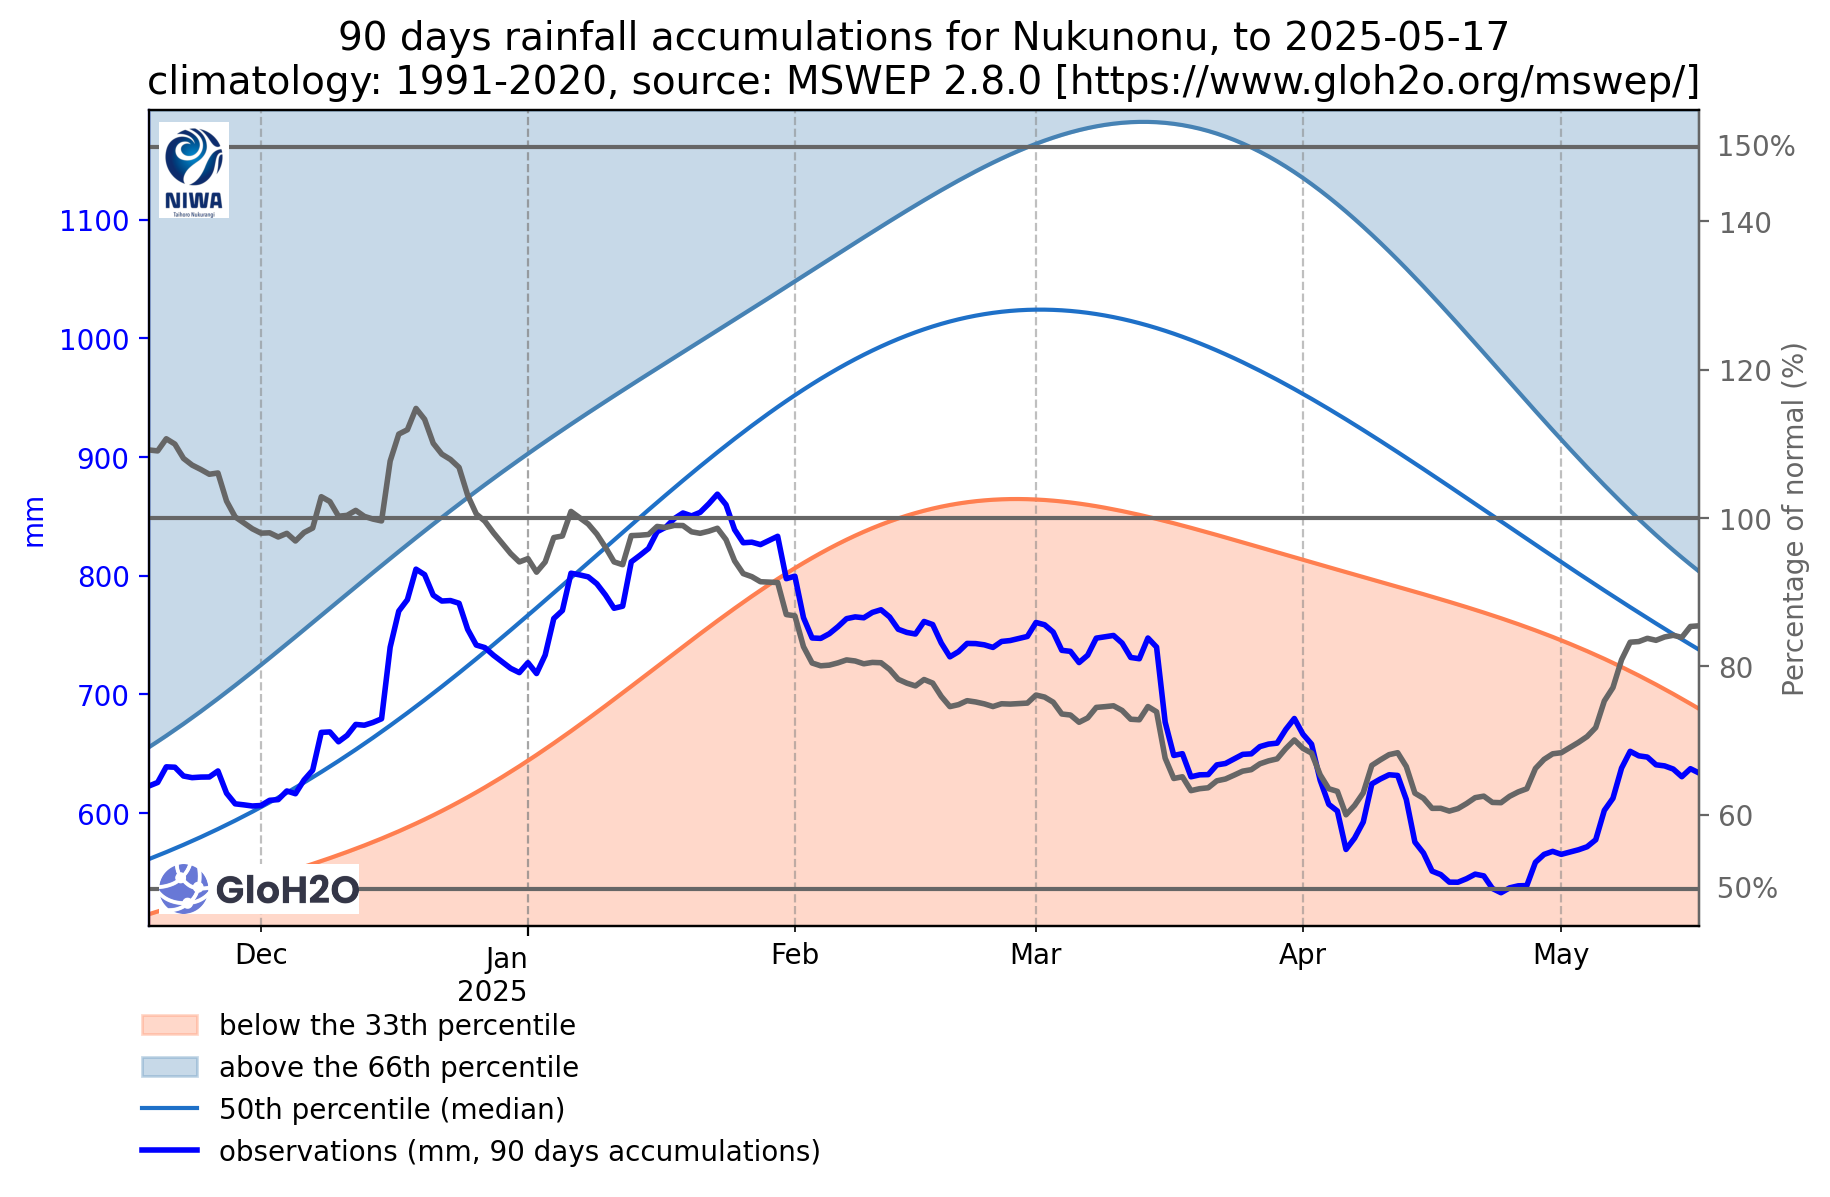 90 days rainfall accumulations for Nukunonu, to 2025-05-17
climatology: 1991-2020, source: MSWEP 2.8.0 [https://www.gloh2o.org/mswep/]
NIWA
Taihoro Nukurangi
1100
1000
900
800
700
600
mm
150%
140
120
100
80
60
50%
Percentage of normal (%)
GloH2O
Dec
Jan
2025
Feb
Mar
Apr
May
below the 33th percentile
above the 66th percentile
50th percentile (median)
observations (mm, 90 days accumulations)